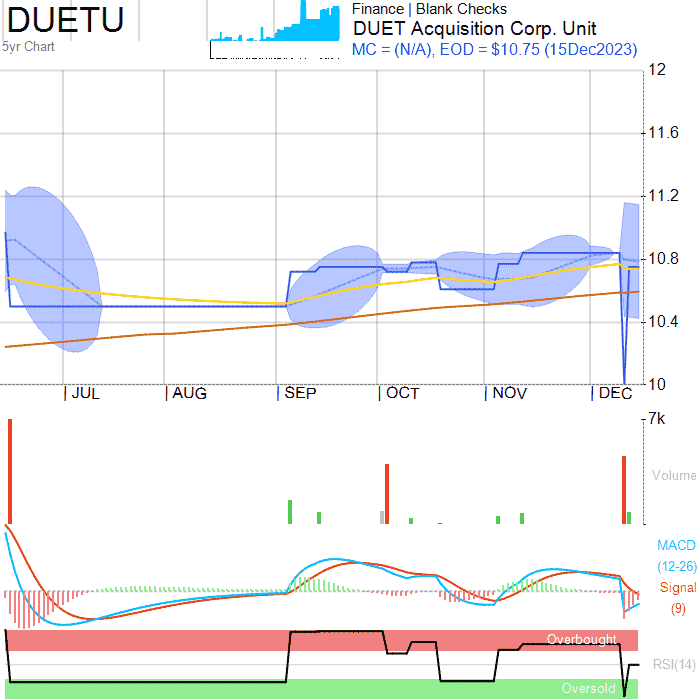 DUETU
5yr Chart
Finance | Blank Checks
DUET Acquisition Corp. Unit
MC = (N/A), EOD = $10.75 (15Dec2023)
12
11.6
11.2
10.8
10.4
10
JUL
AUG
SEP
OCT
NOV
DEC
7k
Volume
MACD
(12-26)
Signal
(9)
Overbought
RSI(14)
Oversold